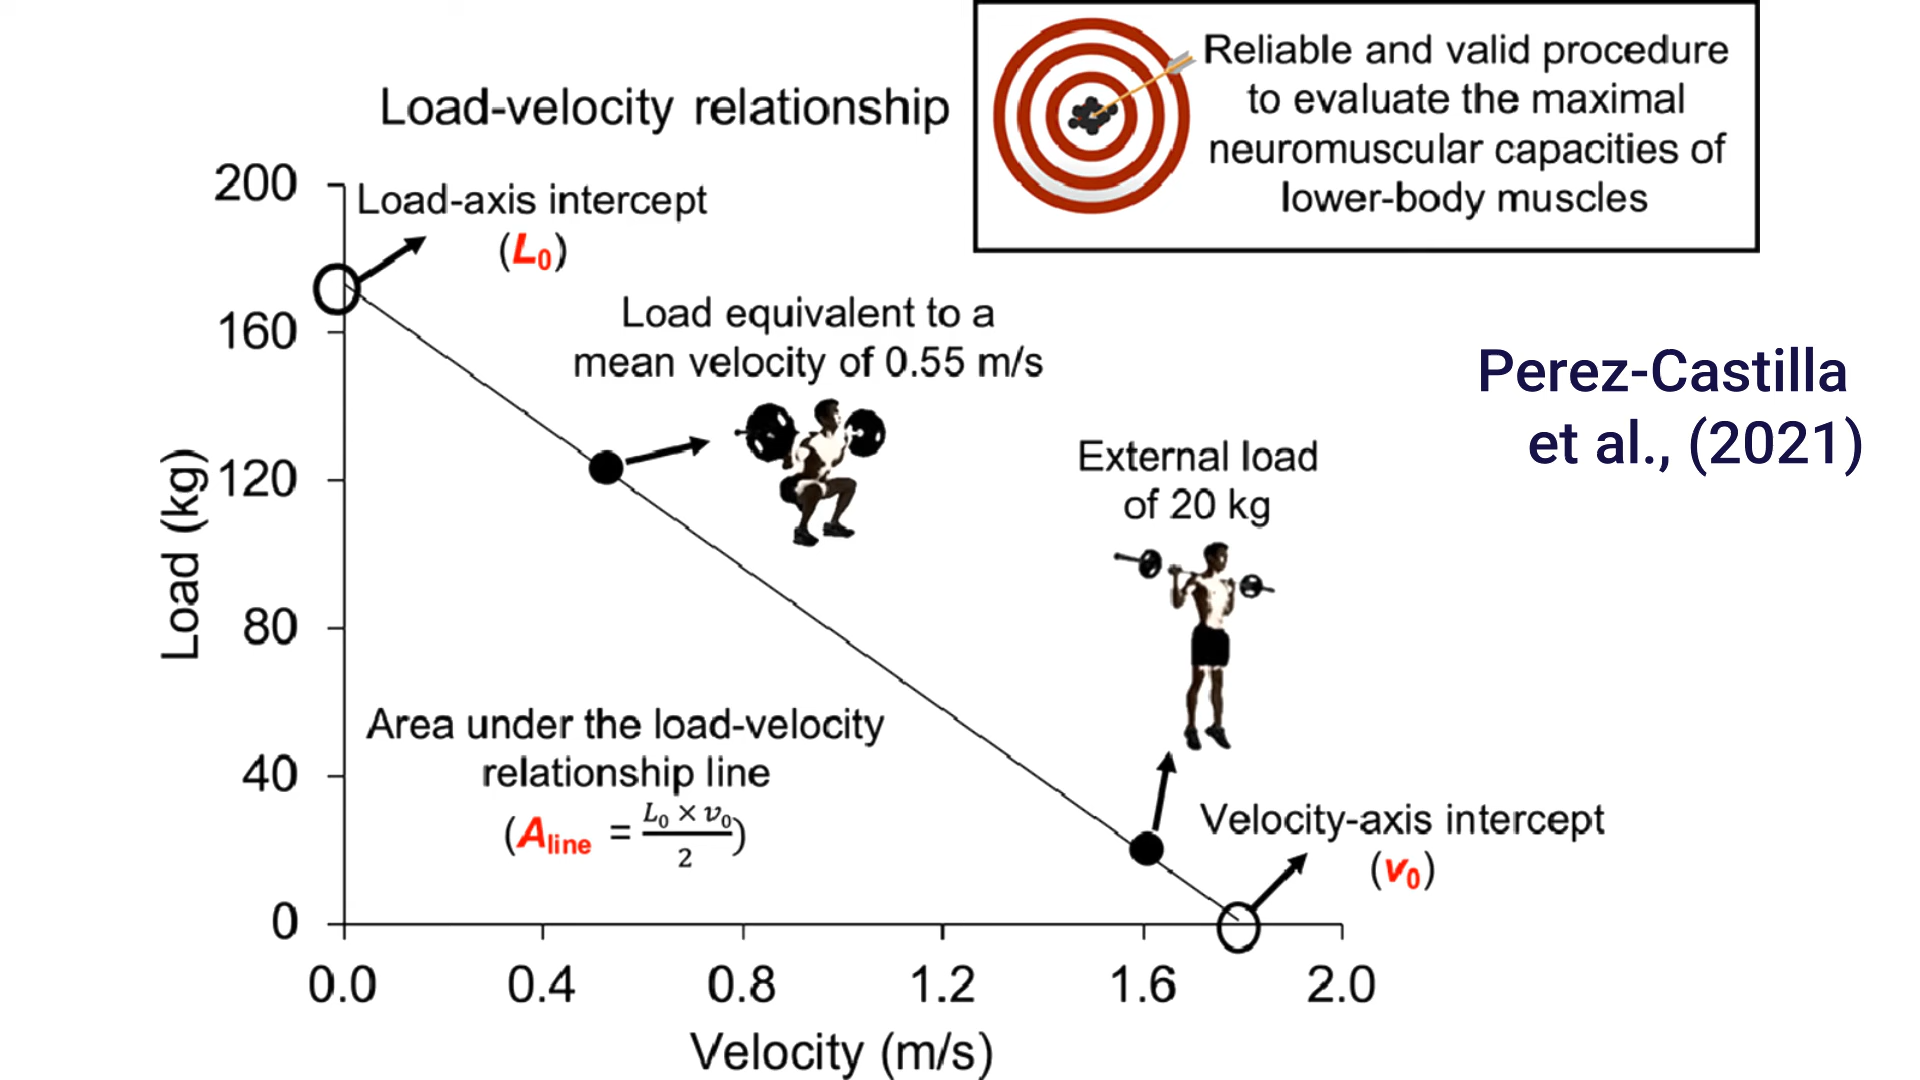 Reliable and valid procedure
to evaluate the maximal
neuromuscular capacities of
lower-body muscles
Load-velocity relationship
200
Load-axis intercept
(L₀)
160
Load equivalent to a
mean velocity of 0.55 m/s
Perez-Castilla
et al., (2021)
External load
of 20 kg
120
Load (kg)
80
Area under the load-velocity
relationship line
(Aline = L₀ × v₀ / 2)
40
Velocity-axis intercept
(v₀)
0
0.0 0.4 0.8 1.2 1.6 2.0
Velocity (m/s)